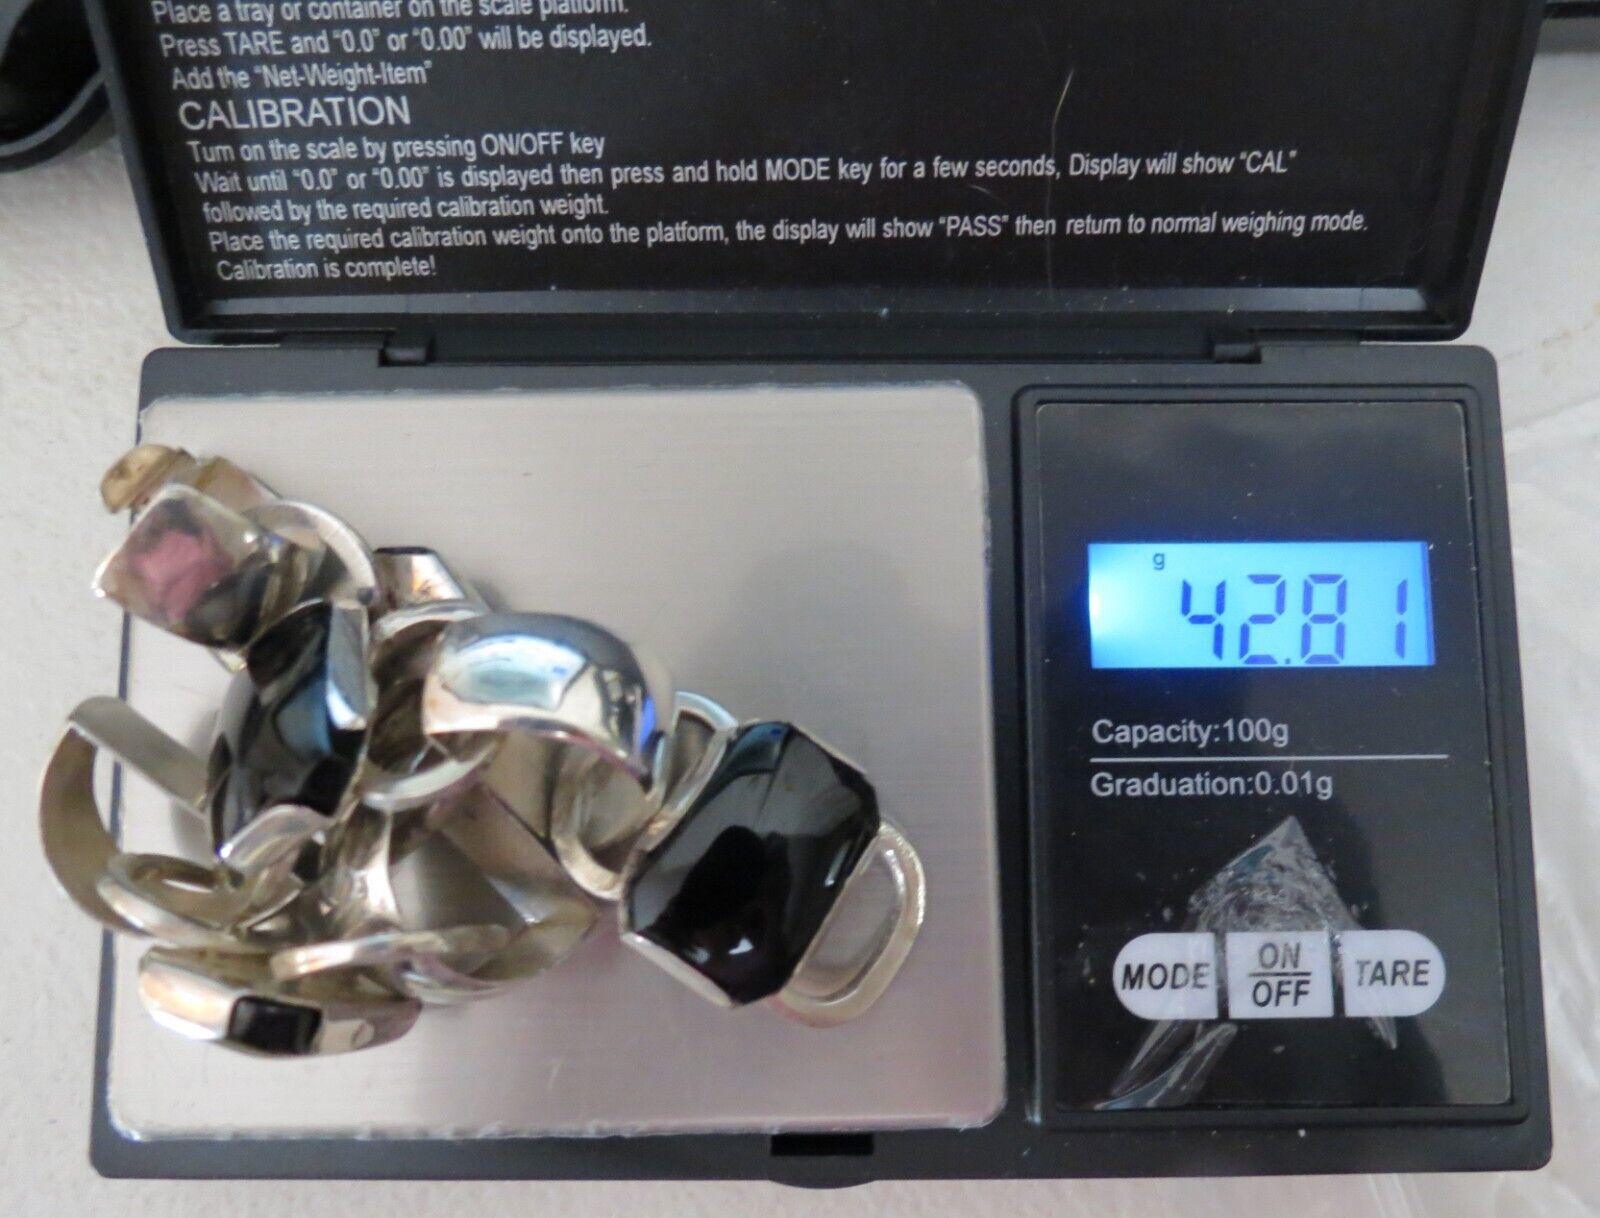 Place a tray or container on the scale platform.
Press TARE and "0.0" or "0.00" will be displayed.
Add the "Net-Weight-Item"
CALIBRATION
Turn on the scale by pressing ON/OFF key
Wait until "0.0" or "0.00" is displayed then press and hold MODE key for a few seconds, Display will show "CAL"
followed by the required calibration weight.
Place the required calibration weight onto the platform, the display will show "PASS" then return to normal weighing mode.
Calibration is complete!
g
42.81
Capacity:100g
Graduation:0.01g
MODE ON/OFF TARE